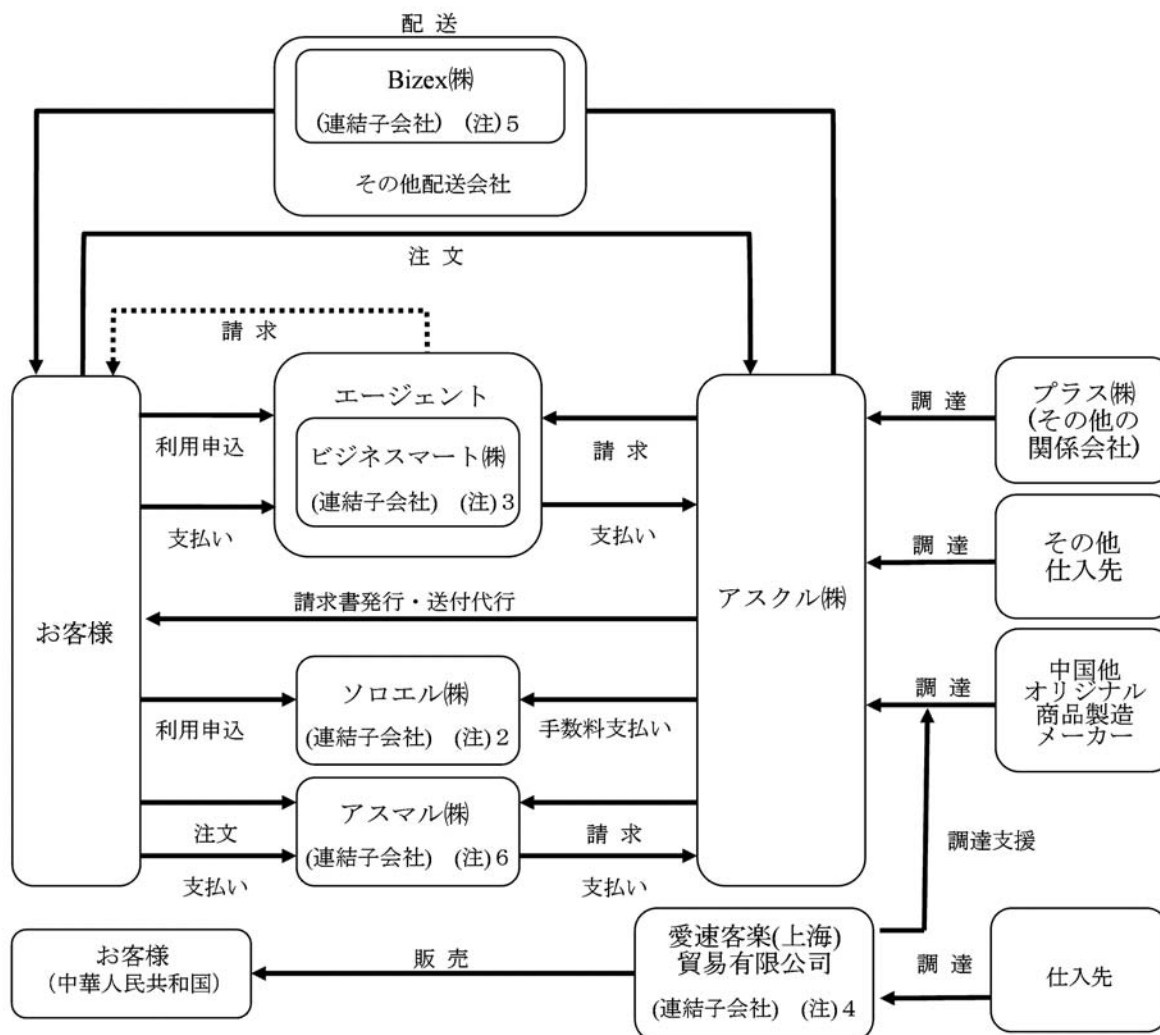 配 送
Bizex㈱
(連結子会社) (注)5
その他配送会社
注 文
請 求
エージェント
ビジネスマート㈱
(連結子会社) (注)3
利用申込
支払い
請 求
支払い
プラス㈱
(その他の
関係会社)
調 達
その他
仕入先
調 達
お客様
アスクル㈱
請求書発行・送付代行
中国他
オリジナル
商品製造
メーカー
調 達
ソロエル㈱
(連結子会社) (注)2
利用申込
手数料支払い
アスマル㈱
(連結子会社) (注)6
注文
支払い
請 求
支払い
調達支援
お客様
(中華人民共和国)
販 売
愛速客楽(上海)
貿易有限公司
(連結子会社) (注)4
調 達
仕入先